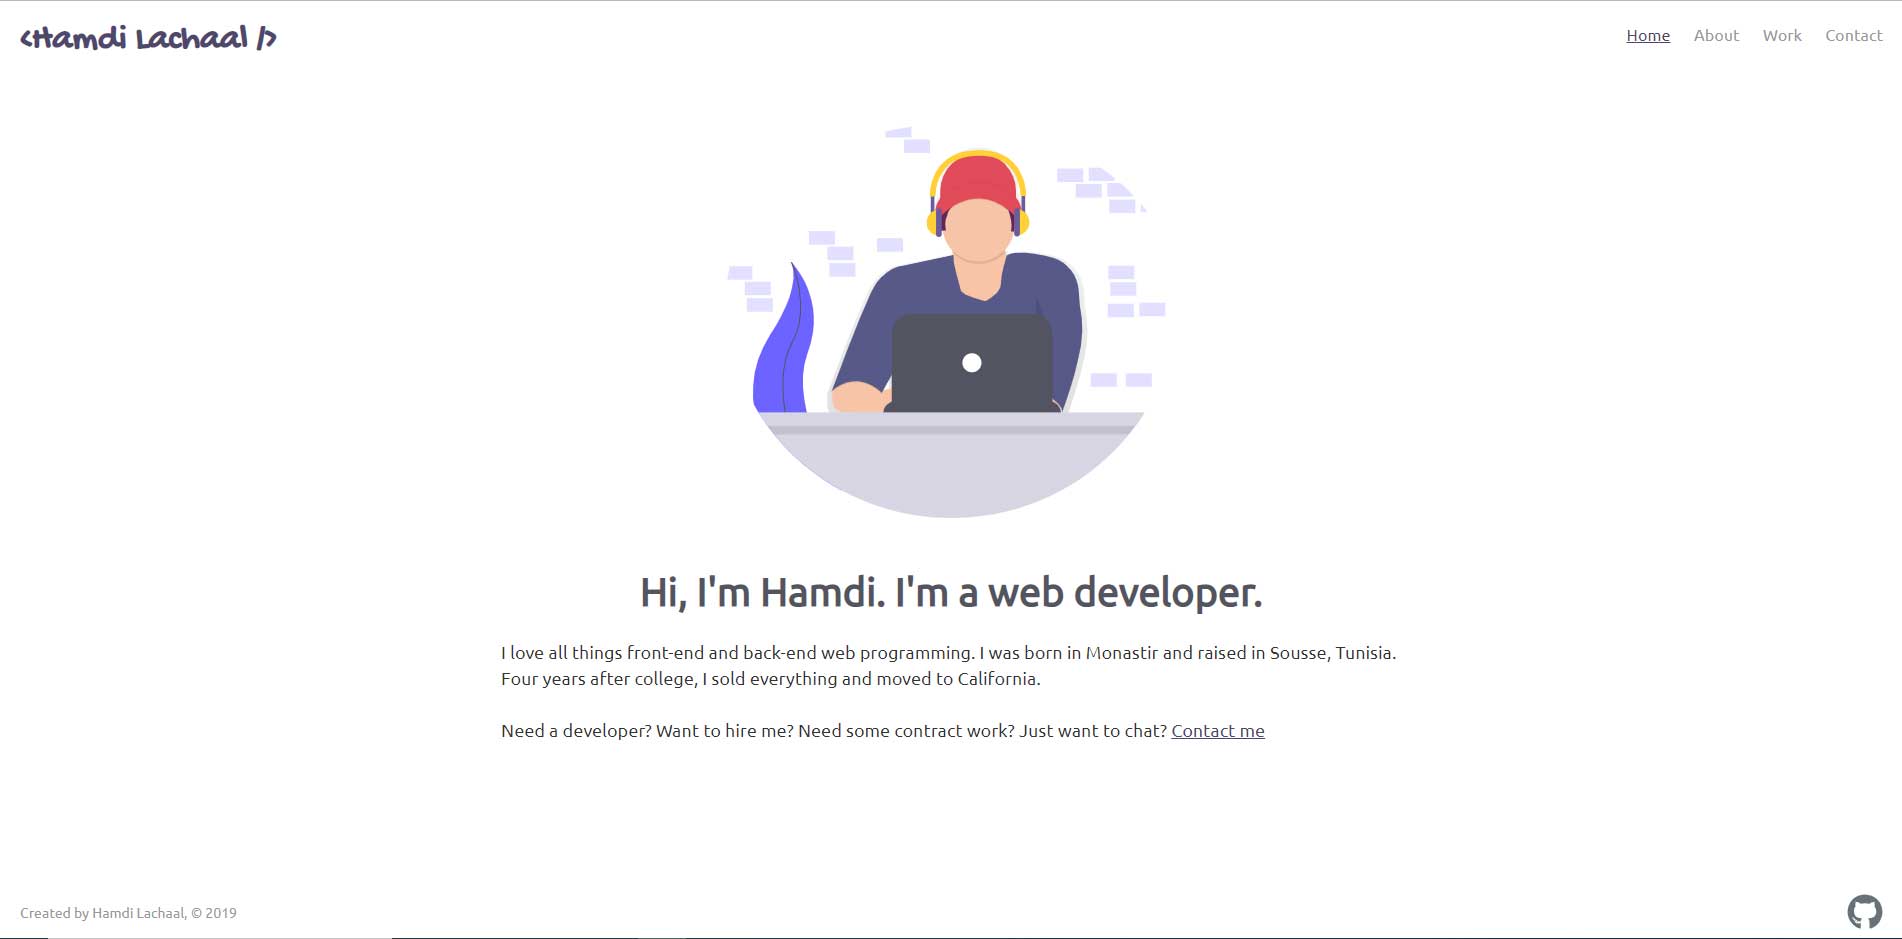 <Hamdi Lachaal />
Home About Work Contact
Hi, I'm Hamdi. I'm a web developer.
I love all things front-end and back-end web programming. I was born in Monastir and raised in Sousse, Tunisia.
Four years after college, I sold everything and moved to California.
Need a developer? Want to hire me? Need some contract work? Just want to chat? Contact me
Created by Hamdi Lachaal, © 2019